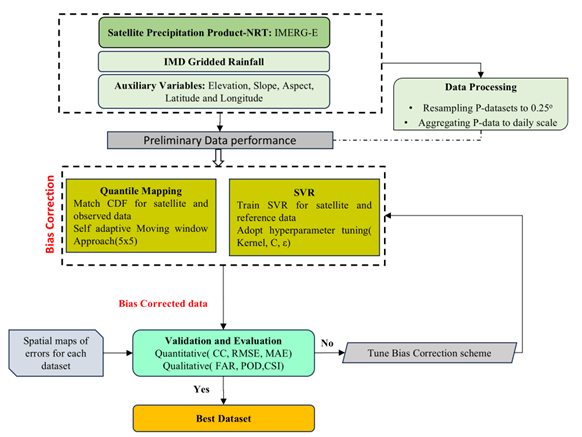 Satellite Precipitation Product-NRT: IMERG-E
IMD Gridded Rainfall
Auxiliary Variables: Elevation, Slope, Aspect,
Latitude and Longitude
Data Processing
• Resampling P-datasets to 0.25°
• Aggregating P-data to daily scale
Preliminary Data performance
Bias Correction
Quantile Mapping
Match CDF for satellite and
observed data
Self adaptive Moving window
Approach(5x5)
SVR
Train SVR for satellite and
reference data
Adopt hyperparameter tuning(
Kernel, C, ε)
Bias Corrected data
Spatial maps of
errors for each
dataset
Validation and Evaluation
Quantitative( CC, RMSE, MAE)
Qualitative( FAR, POD,CSI)
No
Tune Bias Correction scheme
Yes
Best Dataset